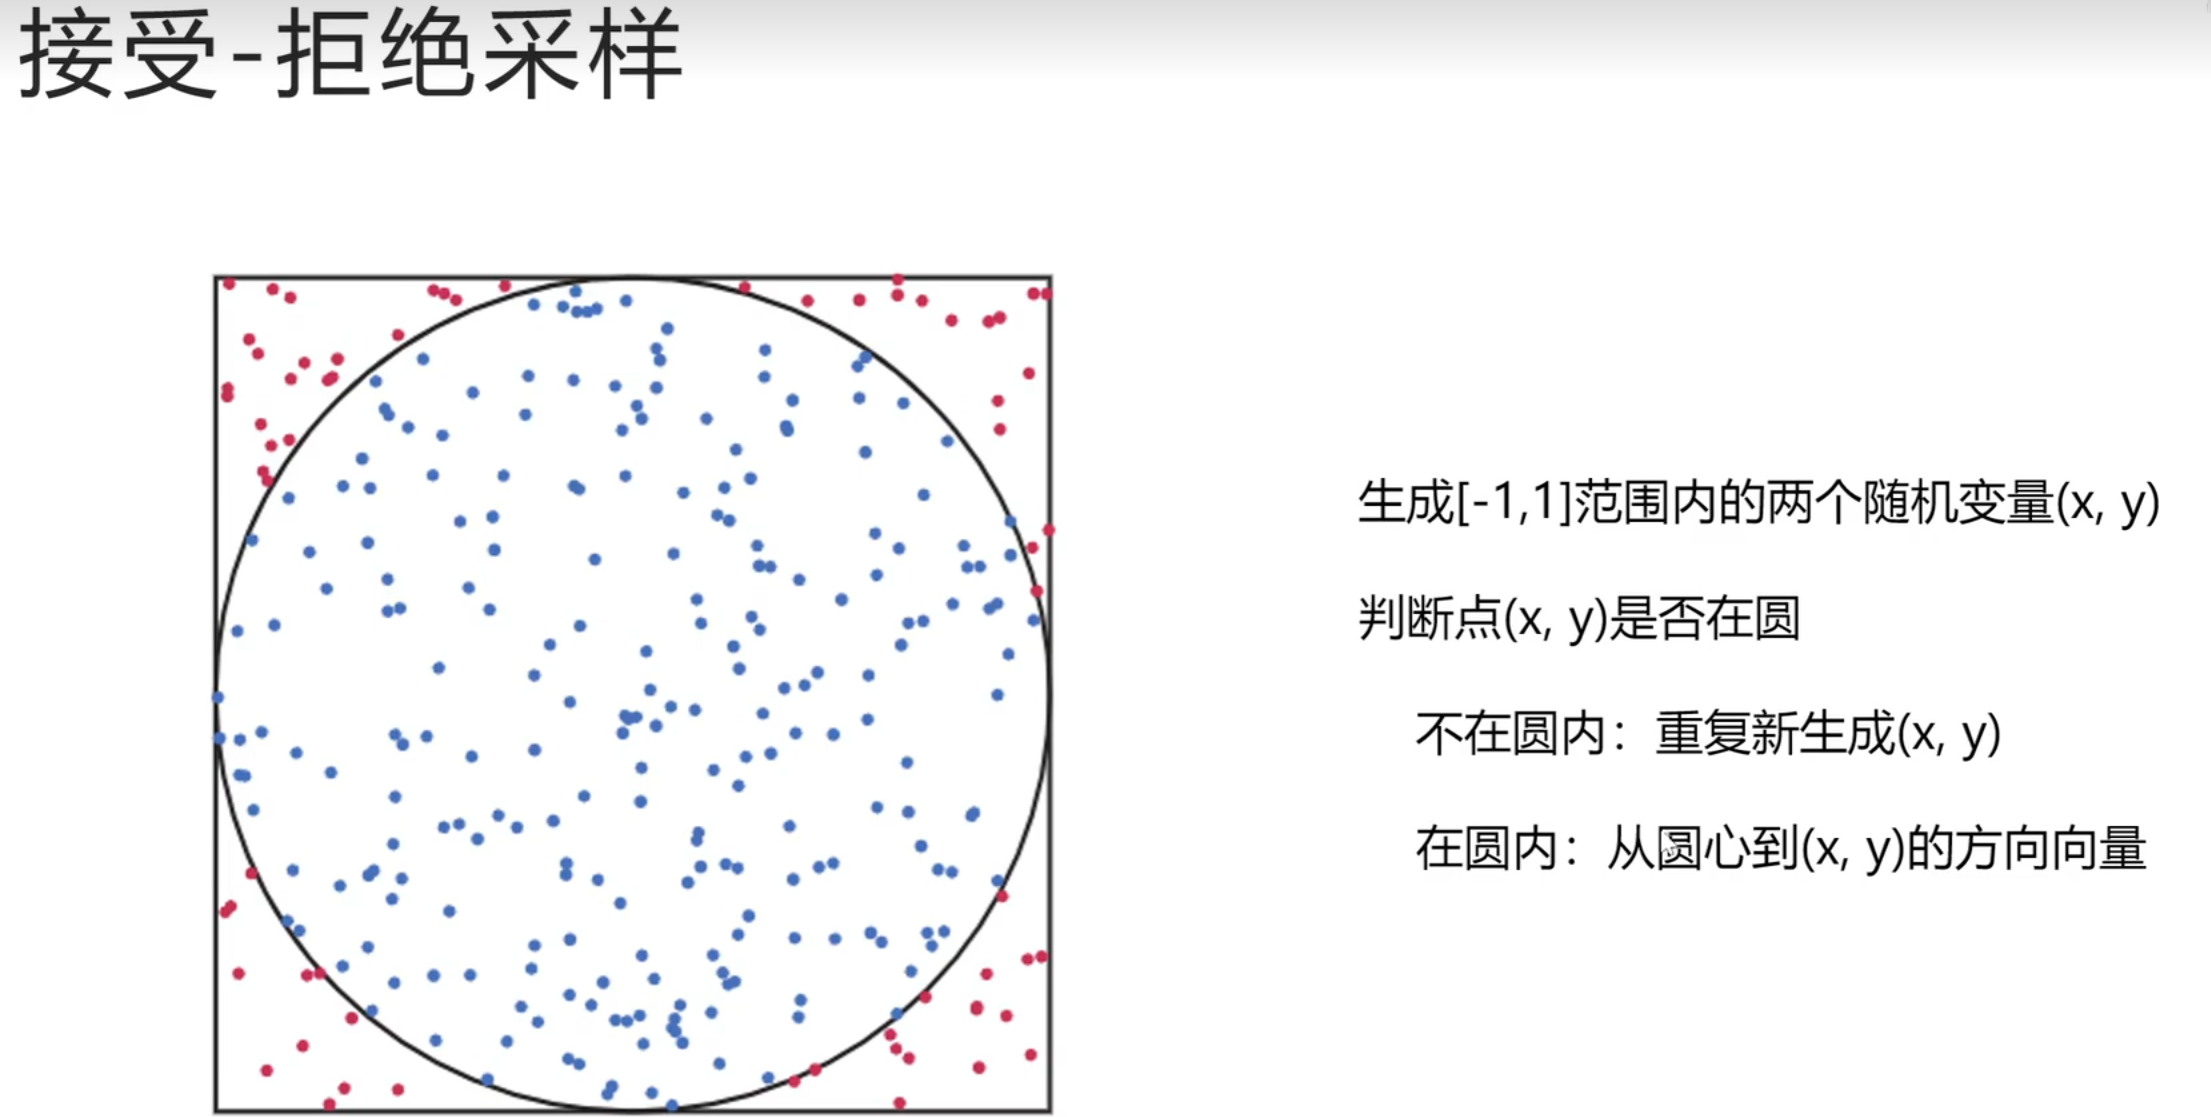 接受-拒绝采样
生成[-1,1]范围内的两个随机变量(x, y)
判断点(x, y)是否在圆
不在圆内：重复新生成(x, y)
在圆内：从圆心到(x, y)的方向向量